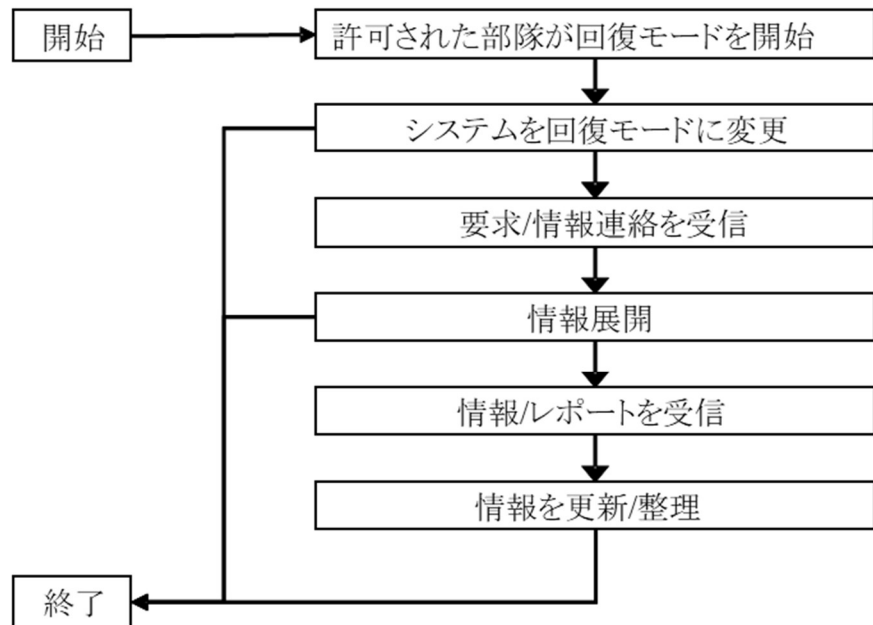 開始
許可された部隊が回復モードを開始
システムを回復モードに変更
要求/情報連絡を受信
情報展開
情報/レポートを受信
情報を更新/整理
終了